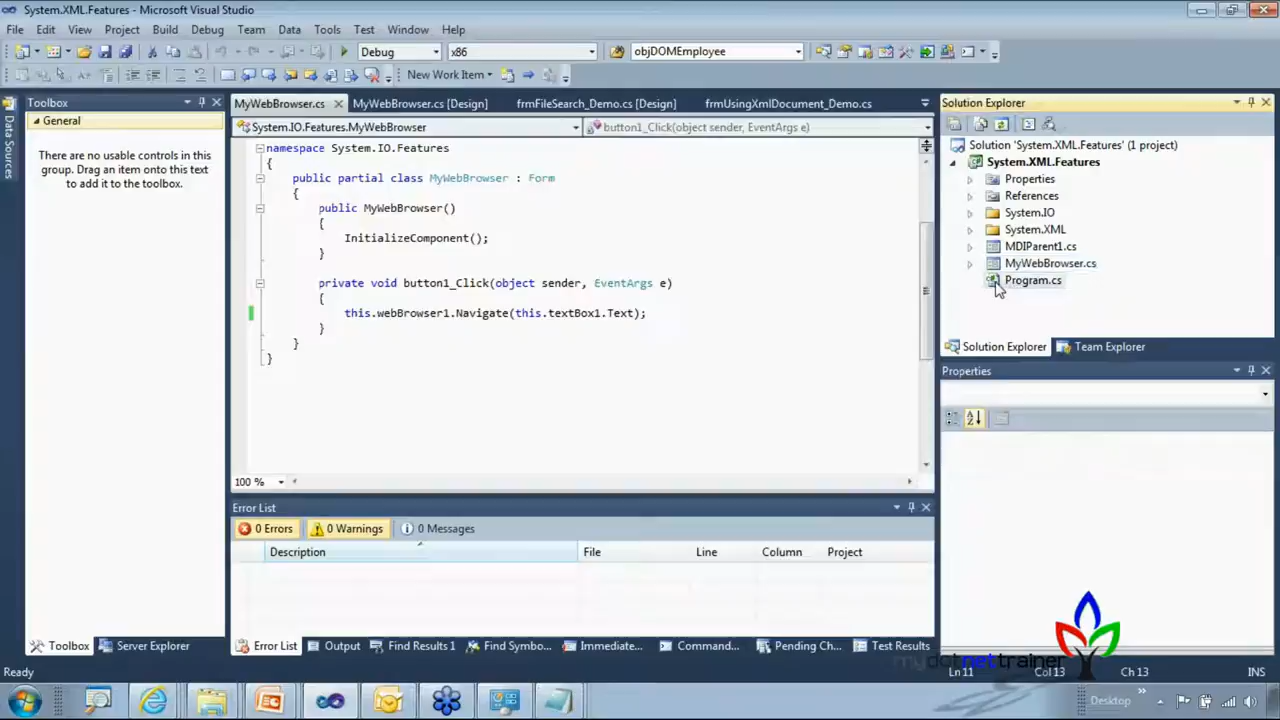 System.XML.Features - Microsoft Visual Studio
File Edit View Project Build Debug Team Data Tools Test Window Help
Debug x86 objDOMEmployee
New Work Item
Toolbox
General
There are no usable controls in this
group. Drag an item onto this text
to add it to the toolbox.
Data Sources
MyWebBrowser.cs MyWebBrowser.cs [Design] frmFileSearch_Demo.cs [Design] frmUsingXmlDocument_Demo.cs
System.IO.Features.MyWebBrowser button1_Click(object sender, EventArgs e)
namespace System.IO.Features
{
public partial class MyWebBrowser : Form
{
public MyWebBrowser()
{
InitializeComponent();
}
private void button1_Click(object sender, EventArgs e)
{
this.webBrowser1.Navigate(this.textBox1.Text);
}
}
}
100 %
Error List
0 Errors 0 Warnings 0 Messages
Description File Line Column Project
Toolbox Server Explorer
Error List Output Find Results 1 Find Symbo... Immediate... Command... Pending Ch... Test Results
Solution Explorer
Solution 'System.XML.Features' (1 project)
System.XML.Features
Properties
References
System.IO
System.XML
MDIParent1.cs
MyWebBrowser.cs
Program.cs
Solution Explorer Team Explorer
Properties
mydotnettrainer
Ready Ln 11 Col 13 Ch 13 INS
Desktop